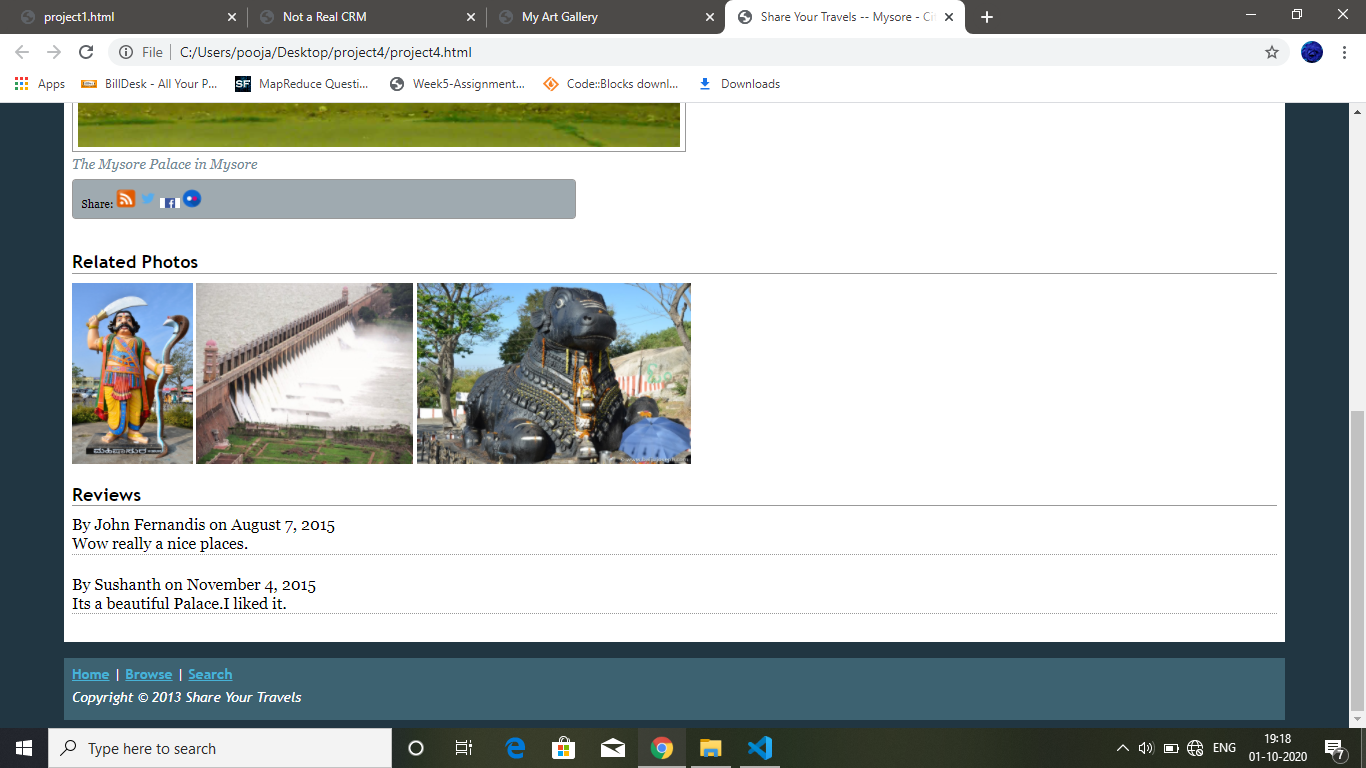 project1.html
Not a Real CRM
My Art Gallery
Share Your Travels -- Mysore - Ci
File
C:/Users/pooja/Desktop/project4/project4.html
Apps
BillDesk - All Your P...
SF
MapReduce Questi...
Week5-Assignment...
Code::Blocks downl...
Downloads
The Mysore Palace in Mysore
Share:
Related Photos
ಮಹಿಷಾಸುರ
Reviews
By John Fernandis on August 7, 2015
Wow really a nice places.
By Sushanth on November 4, 2015
Its a beautiful Palace.I liked it.
Home | Browse | Search
Copyright © 2013 Share Your Travels
Type here to search
ENG
19:18
01-10-2020
7